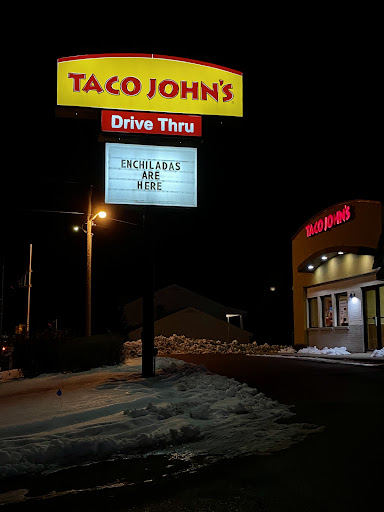 TACO JOHN'S
Drive Thru
ENCHILADAS
ARE
HERE
TACO JOHN'S